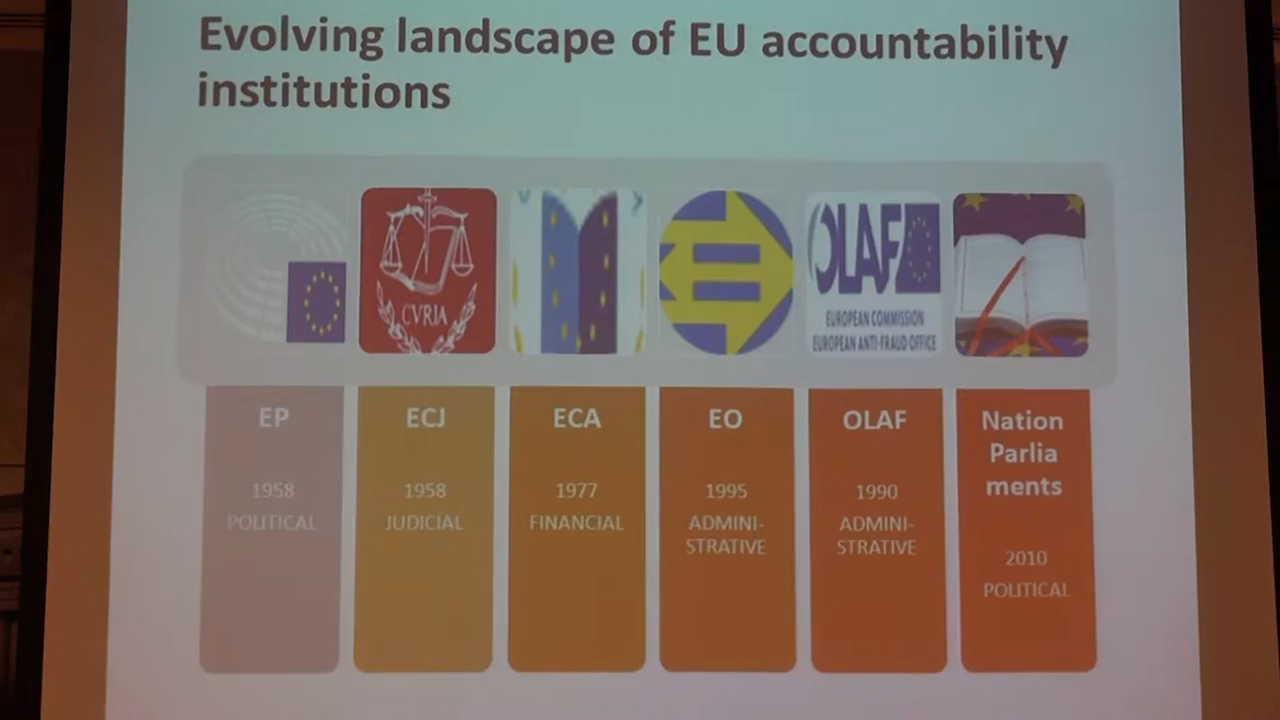 Evolving landscape of EU accountability
institutions
CVRIA
OLAF
EUROPEAN COMMISSION
EUROPEAN ANTI-FRAUD OFFICE
EP
1958
POLITICAL
ECJ
1958
JUDICIAL
ECA
1977
FINANCIAL
EO
1995
ADMINI-
STRATIVE
OLAF
1990
ADMINI-
STRATIVE
Nation
Parlia
ments
2010
POLITICAL